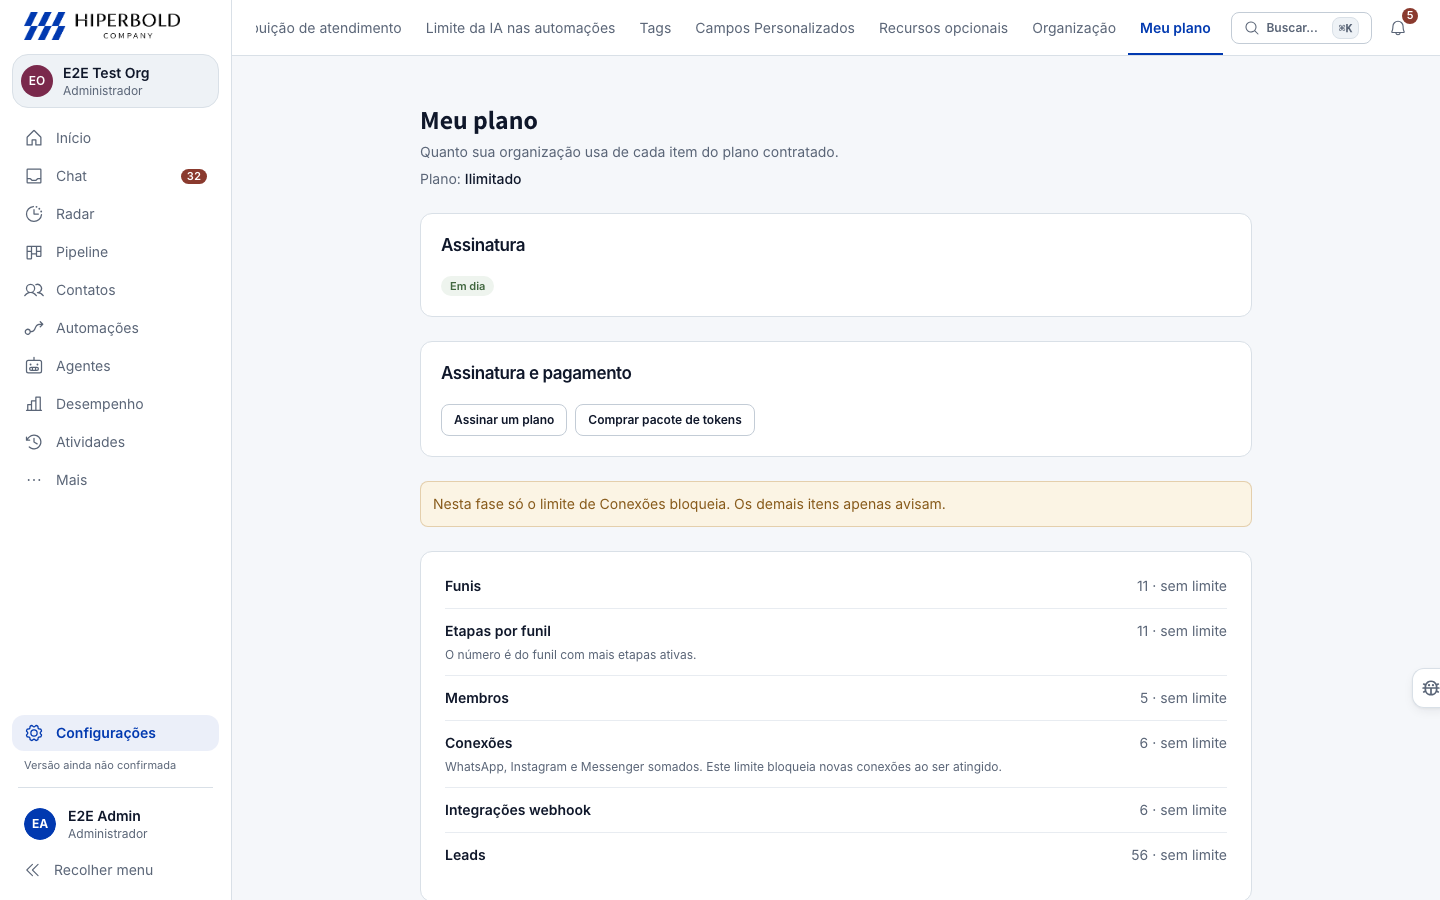 HIPERBOLD
COMPANY
EO
E2E Test Org
Administrador
Início
Chat
32
Radar
Pipeline
Contatos
Automações
Agentes
Desempenho
Atividades
Mais
Configurações
Versão ainda não confirmada
EA
E2E Admin
Administrador
Recolher menu
buição de atendimento
Limite da IA nas automações
Tags
Campos Personalizados
Recursos opcionais
Organização
Meu plano
Buscar...
⌘K
5
Meu plano
Quanto sua organização usa de cada item do plano contratado.
Plano: Ilimitado
Assinatura
Em dia
Assinatura e pagamento
Assinar um plano
Comprar pacote de tokens
Nesta fase só o limite de Conexões bloqueia. Os demais itens apenas avisam.
Funis
11 · sem limite
Etapas por funil
11 · sem limite
O número é do funil com mais etapas ativas.
Membros
5 · sem limite
Conexões
6 · sem limite
WhatsApp, Instagram e Messenger somados. Este limite bloqueia novas conexões ao ser atingido.
Integrações webhook
6 · sem limite
Leads
56 · sem limite